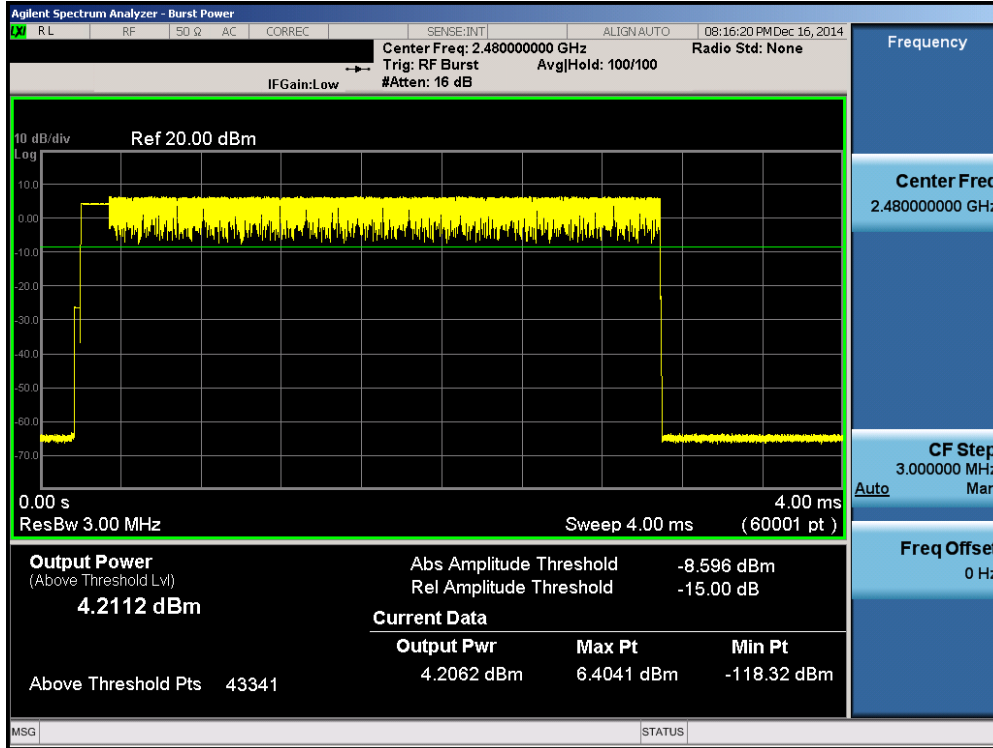 Agilent Spectrum Analyzer - Burst Power
LXI RL RF 50 Ω AC CORREC SENSE:INT ALIGN AUTO 08:16:20 PM Dec 16, 2014
Center Freq: 2.480000000 GHz Radio Std: None
Trig: RF Burst Avg|Hold: 100/100
IFGain:Low #Atten: 16 dB
Frequency
10 dB/div Ref 20.00 dBm
Log
10.0
0.00
-10.0
-20.0
-30.0
-40.0
-50.0
-60.0
-70.0
0.00 s 4.00 ms
ResBw 3.00 MHz Sweep 4.00 ms (60001 pt)
Center Freq
2.480000000 GHz
CF Step
3.000000 MHz
Auto Man
Freq Offset
0 Hz
Output Power
(Above Threshold Lvl)
4.2112 dBm
Above Threshold Pts 43341
Abs Amplitude Threshold -8.596 dBm
Rel Amplitude Threshold -15.00 dB
Current Data
Output Pwr Max Pt Min Pt
4.2062 dBm 6.4041 dBm -118.32 dBm
MSG STATUS